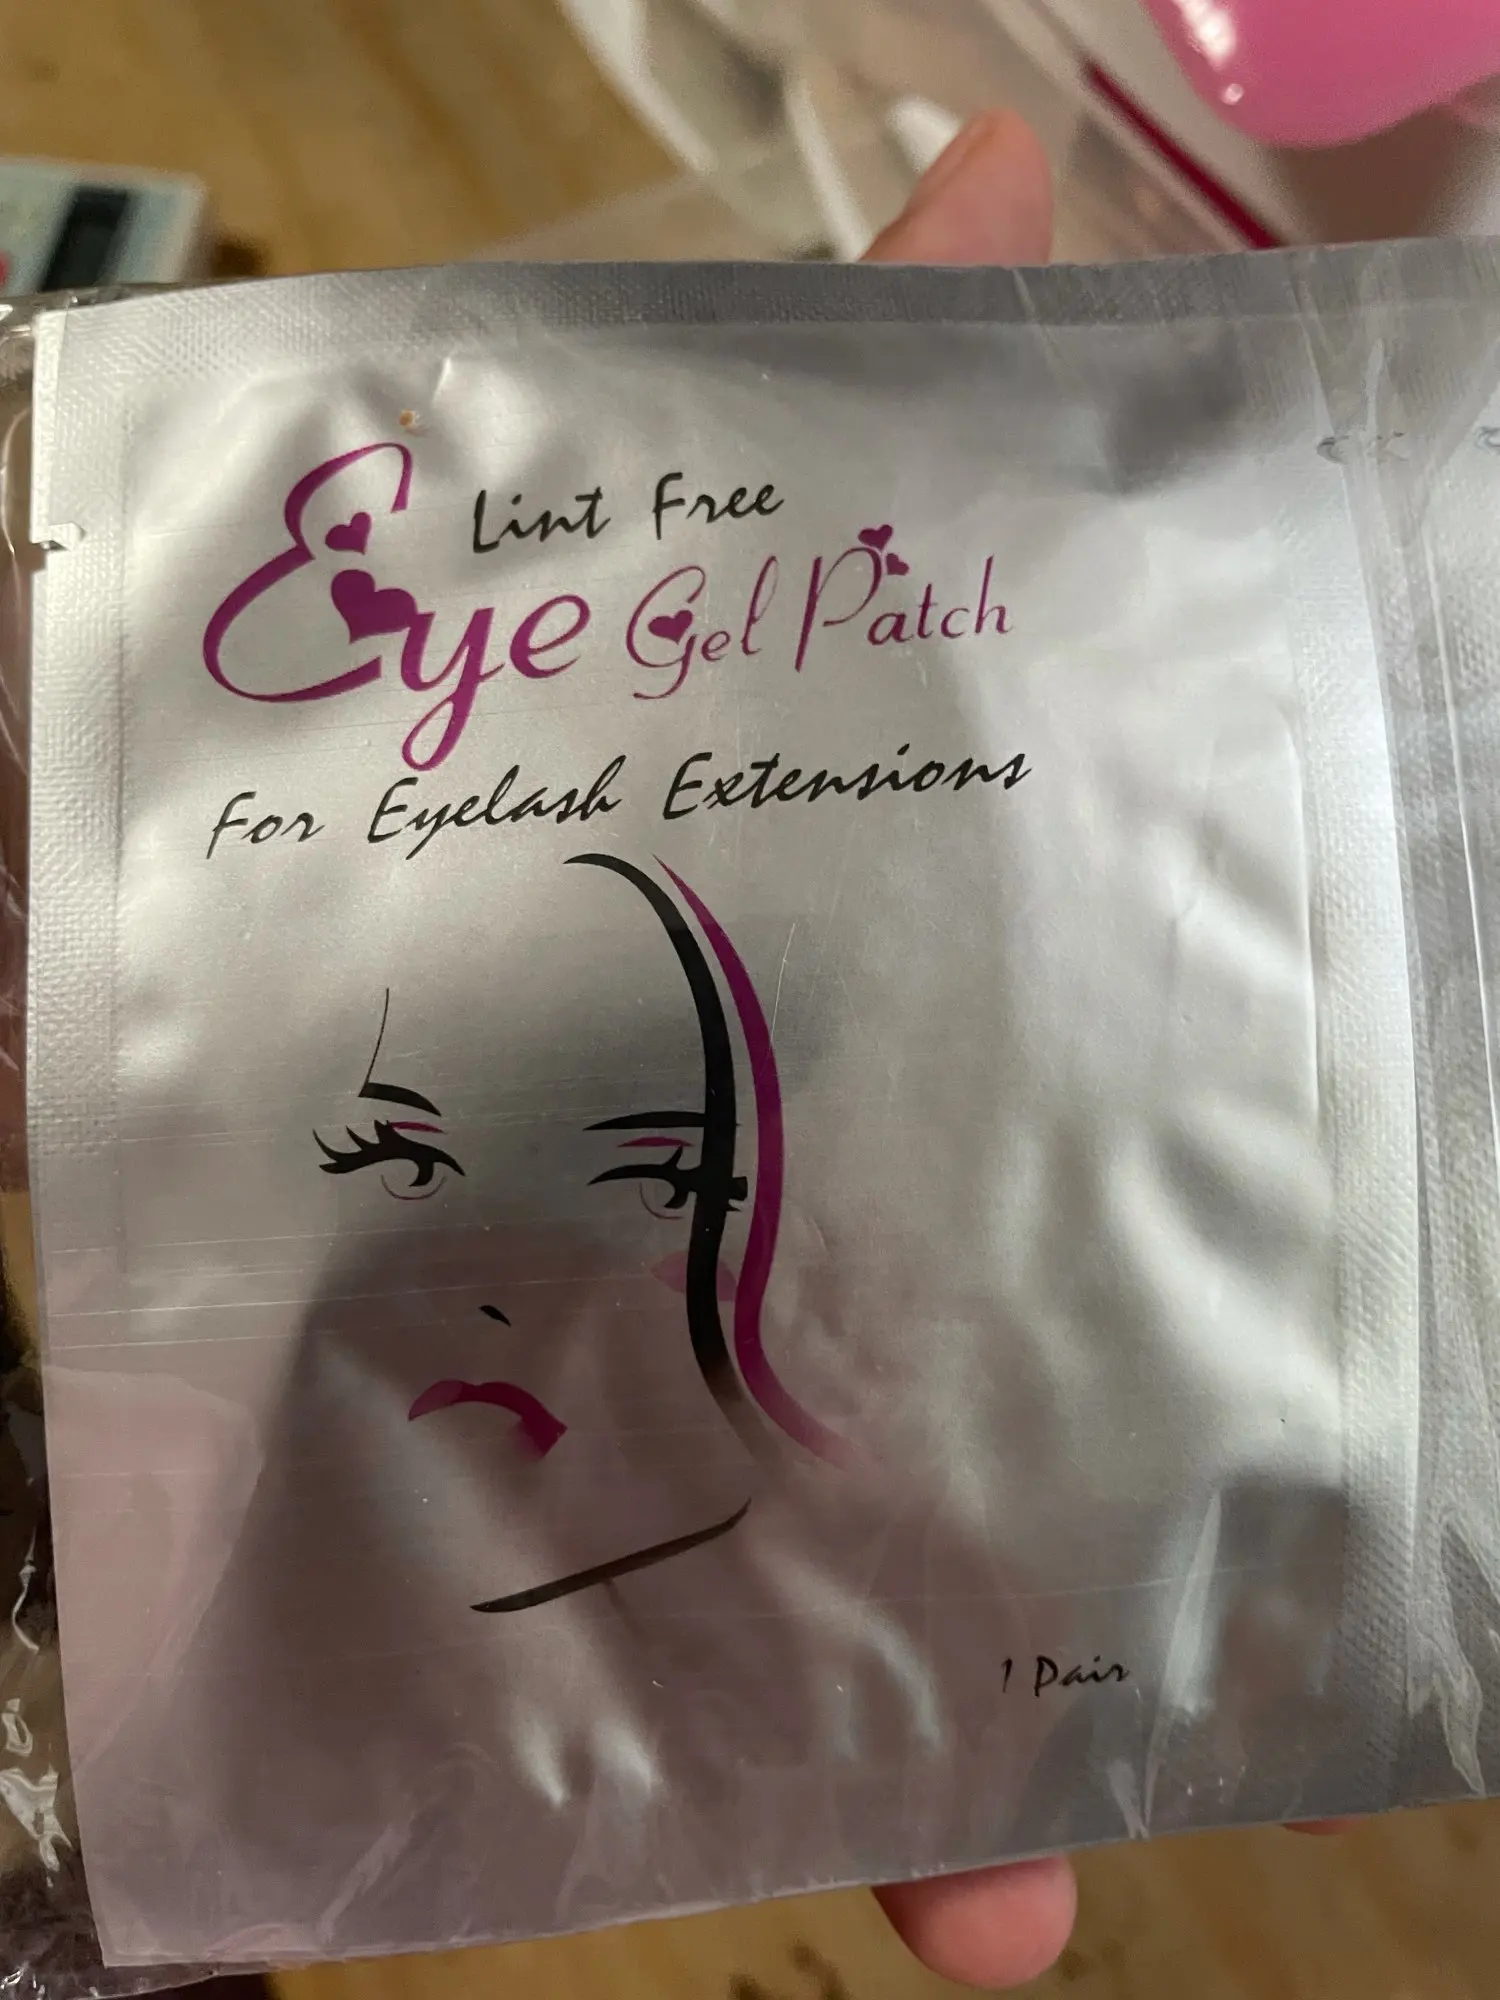 Lint Free
Eye Gel Patch
For Eyelash Extensions
1 Pair